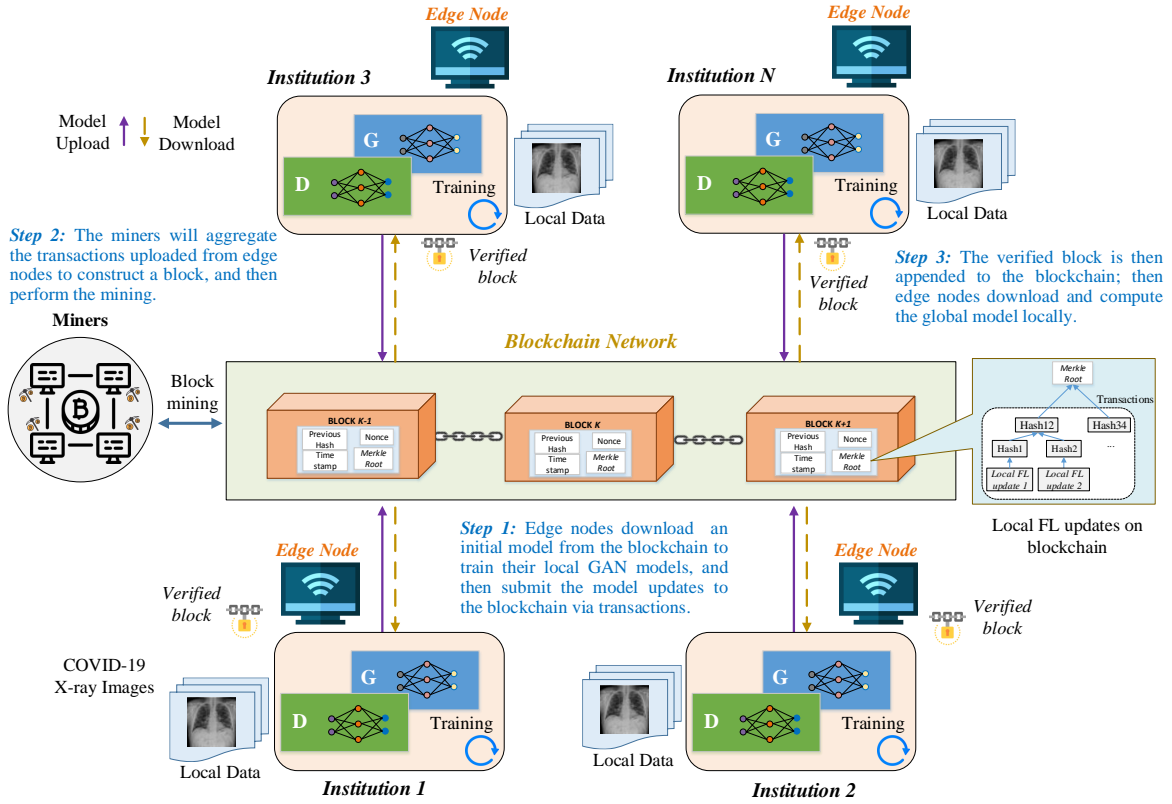 Edge Node
Edge Node
Institution 3
Institution N
Model
Upload
Model
Download
G
D
Training
Local Data
G
D
Training
Local Data
Step 2: The miners will aggregate
the transactions uploaded from edge
nodes to construct a block, and then
perform the mining.
Verified
block
Verified
block
Step 3: The verified block is then
appended to the blockchain; then
edge nodes download and compute
the global model locally.
Miners
Blockchain Network
Block
mining
BLOCK K-1
Previous
Hash
Nonce
Time
stamp
Merkle
Root
BLOCK K
Previous
Hash
Nonce
Time
stamp
Merkle
Root
BLOCK K+1
Previous
Hash
Nonce
Time
stamp
Merkle
Root
Merkle
Root
Transactions
Hash12
Hash34
Hash1
Hash2
...
Local FL
update 1
Local FL
update 2
Local FL updates on
blockchain
Step 1: Edge nodes download an
initial model from the blockchain to
train their local GAN models, and
then submit the model updates to
the blockchain via transactions.
Edge Node
Edge Node
Verified
block
Verified
block
COVID-19
X-ray Images
G
D
Training
Local Data
G
D
Training
Local Data
Institution 1
Institution 2